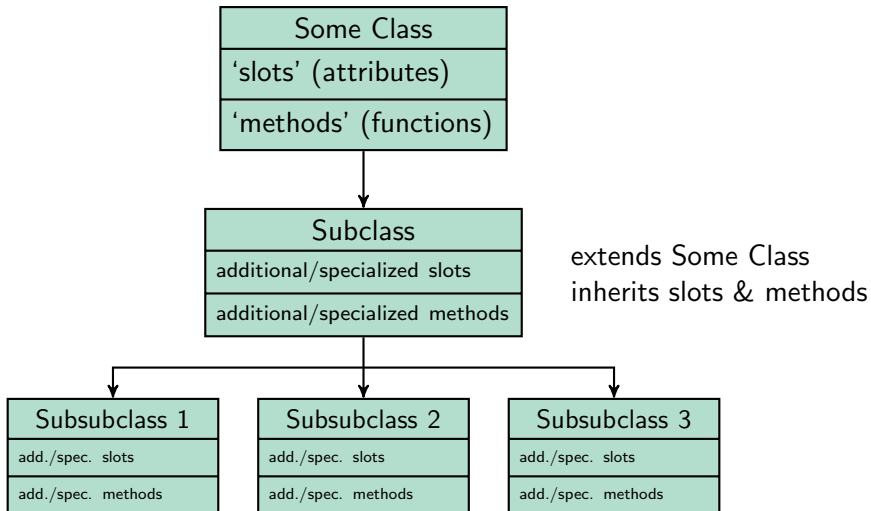 Some Class
‘slots’ (attributes)
‘methods’ (functions)
Subclass
additional/specialized slots
additional/specialized methods
extends Some Class
inherits slots & methods
Subsubclass 1
add./spec. slots
add./spec. methods
Subsubclass 2
add./spec. slots
add./spec. methods
Subsubclass 3
add./spec. slots
add./spec. methods